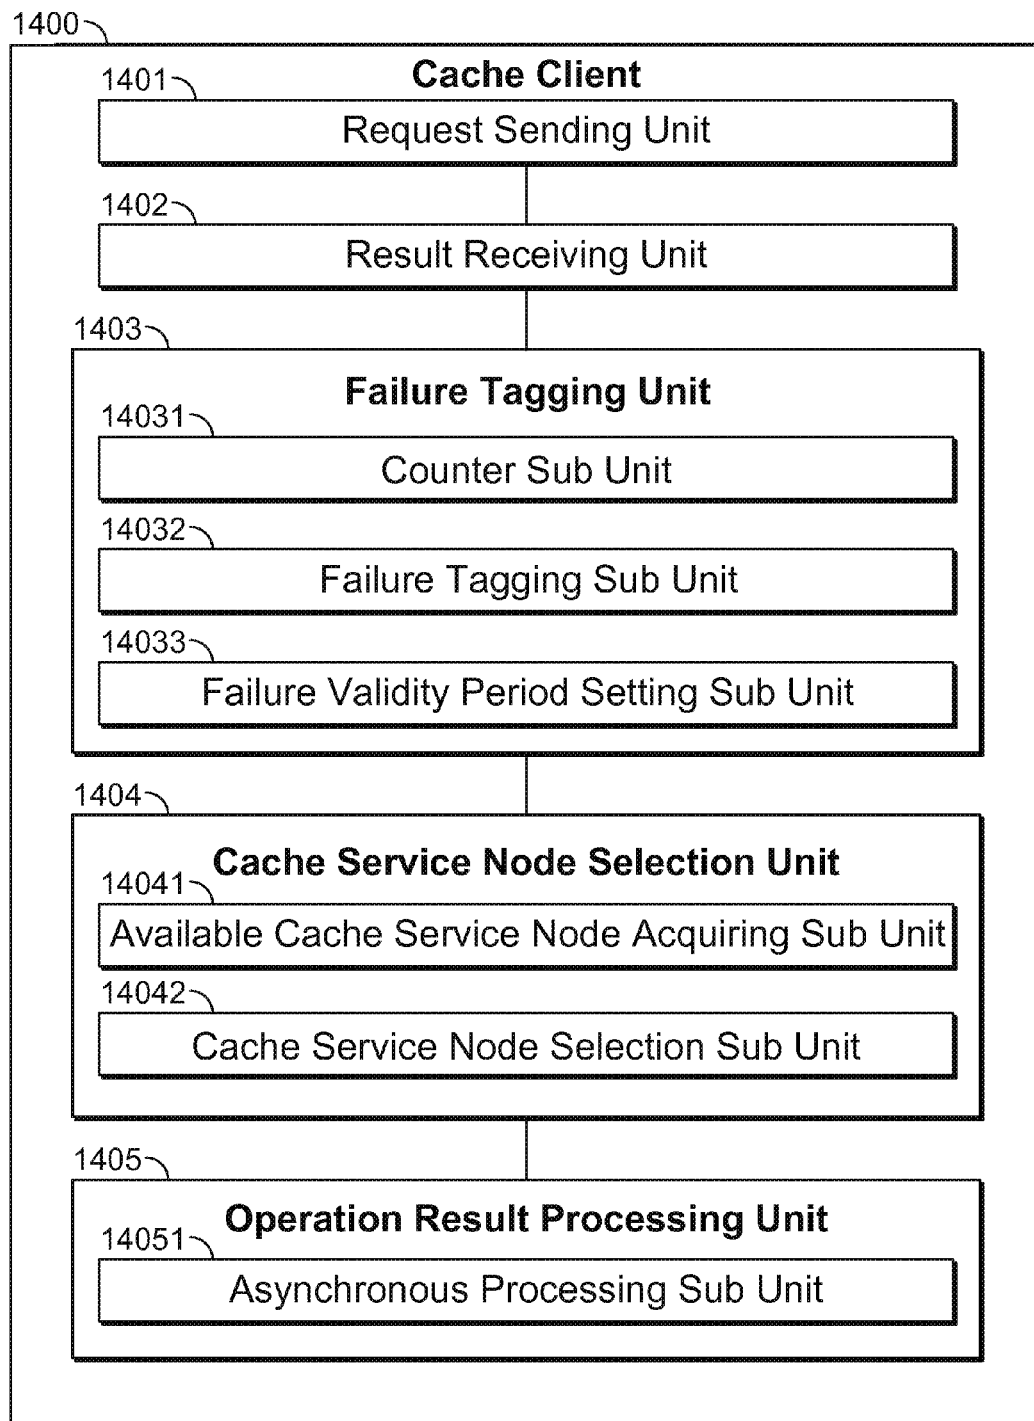 1400
Cache Client
1401
Request Sending Unit
1402
Result Receiving Unit
1403
Failure Tagging Unit
14031
Counter Sub Unit
14032
Failure Tagging Sub Unit
14033
Failure Validity Period Setting Sub Unit
1404
Cache Service Node Selection Unit
14041
Available Cache Service Node Acquiring Sub Unit
14042
Cache Service Node Selection Sub Unit
1405
Operation Result Processing Unit
14051
Asynchronous Processing Sub Unit